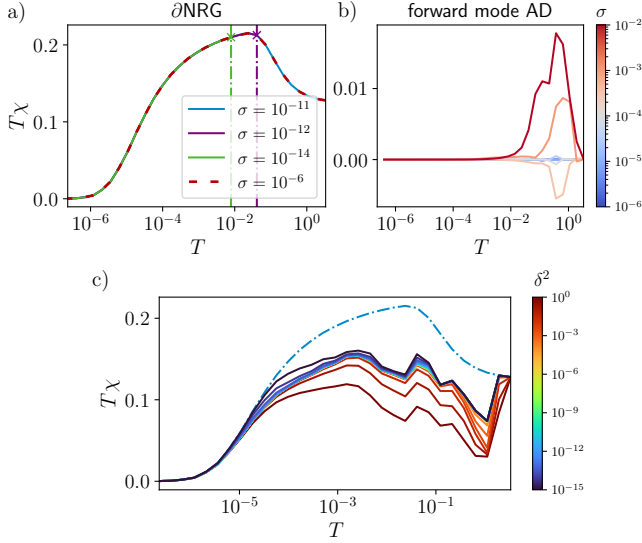 a)
∂NRG
Tχ
0.2
0.1
0.0
σ = 10⁻¹¹
σ = 10⁻¹²
σ = 10⁻¹⁴
σ = 10⁻⁶
10⁻⁶
10⁻⁴
10⁻²
10⁰
T
b)
forward mode AD
0.01
0.00
10⁻⁶
10⁻⁴
10⁻²
10⁰
T
σ
10⁻²
10⁻³
10⁻⁴
10⁻⁵
10⁻⁶
c)
Tχ
0.2
0.1
0.0
10⁻⁵
10⁻³
10⁻¹
T
δ²
10⁰
10⁻³
10⁻⁶
10⁻⁹
10⁻¹²
10⁻¹⁵